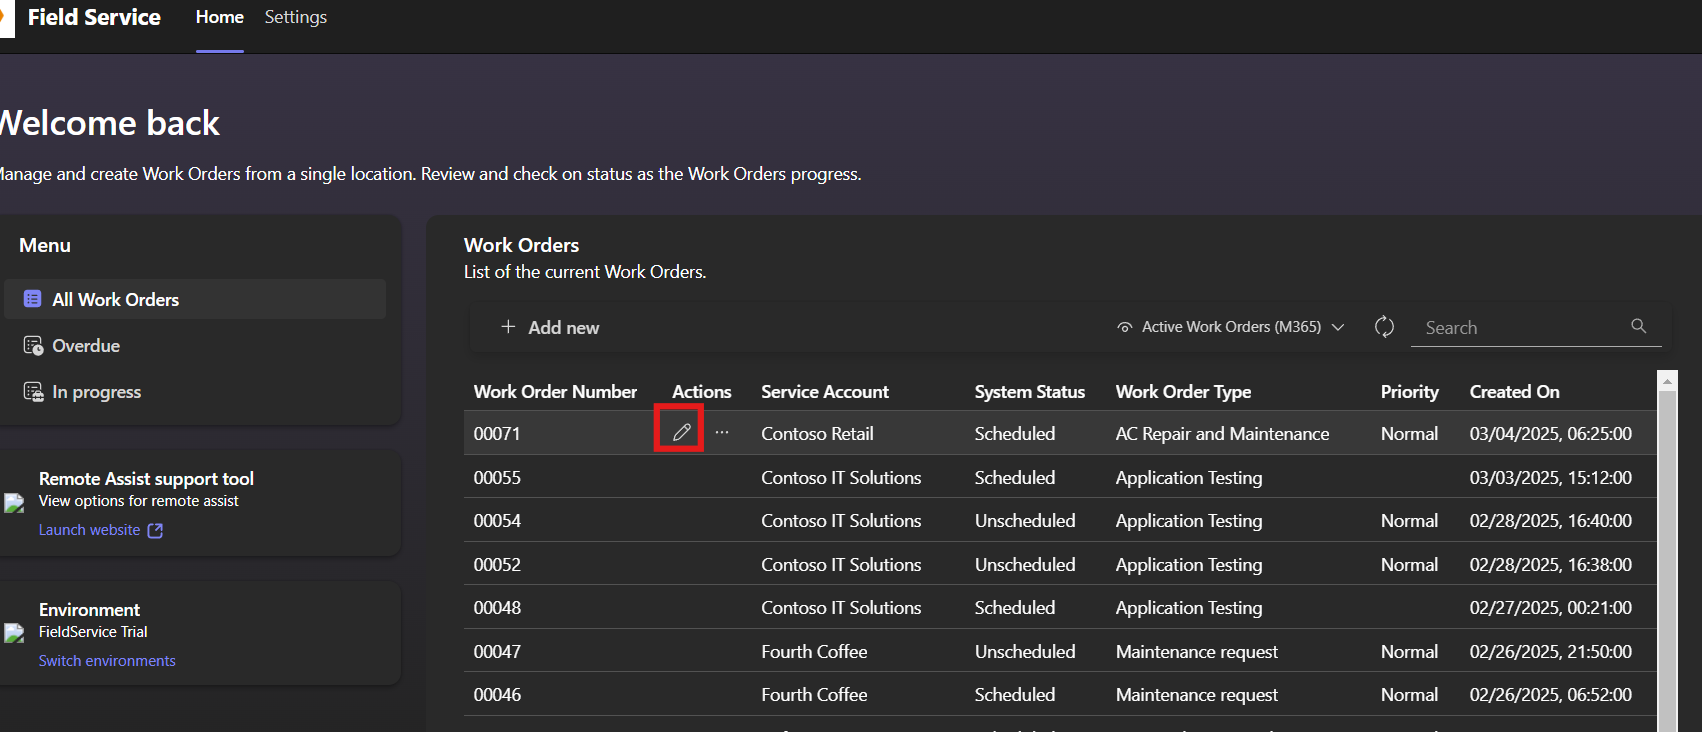 Field Service Home Settings
Welcome back
Manage and create Work Orders from a single location. Review and check on status as the Work Orders progress.
Menu
All Work Orders
Overdue
In progress
Remote Assist support tool
View options for remote assist
Launch website
Environment
FieldService Trial
Switch environments
Work Orders
List of the current Work Orders.
Add new Active Work Orders (M365) Search
Work Order Number Actions Service Account System Status Work Order Type Priority Created On
00071 ... Contoso Retail Scheduled AC Repair and Maintenance Normal 03/04/2025, 06:25:00
00055 Contoso IT Solutions Scheduled Application Testing 03/03/2025, 15:12:00
00054 Contoso IT Solutions Unscheduled Application Testing Normal 02/28/2025, 16:40:00
00052 Contoso IT Solutions Unscheduled Application Testing Normal 02/28/2025, 16:38:00
00048 Contoso IT Solutions Scheduled Application Testing 02/27/2025, 00:21:00
00047 Fourth Coffee Unscheduled Maintenance request Normal 02/26/2025, 21:50:00
00046 Fourth Coffee Scheduled Maintenance request Normal 02/26/2025, 06:52:00